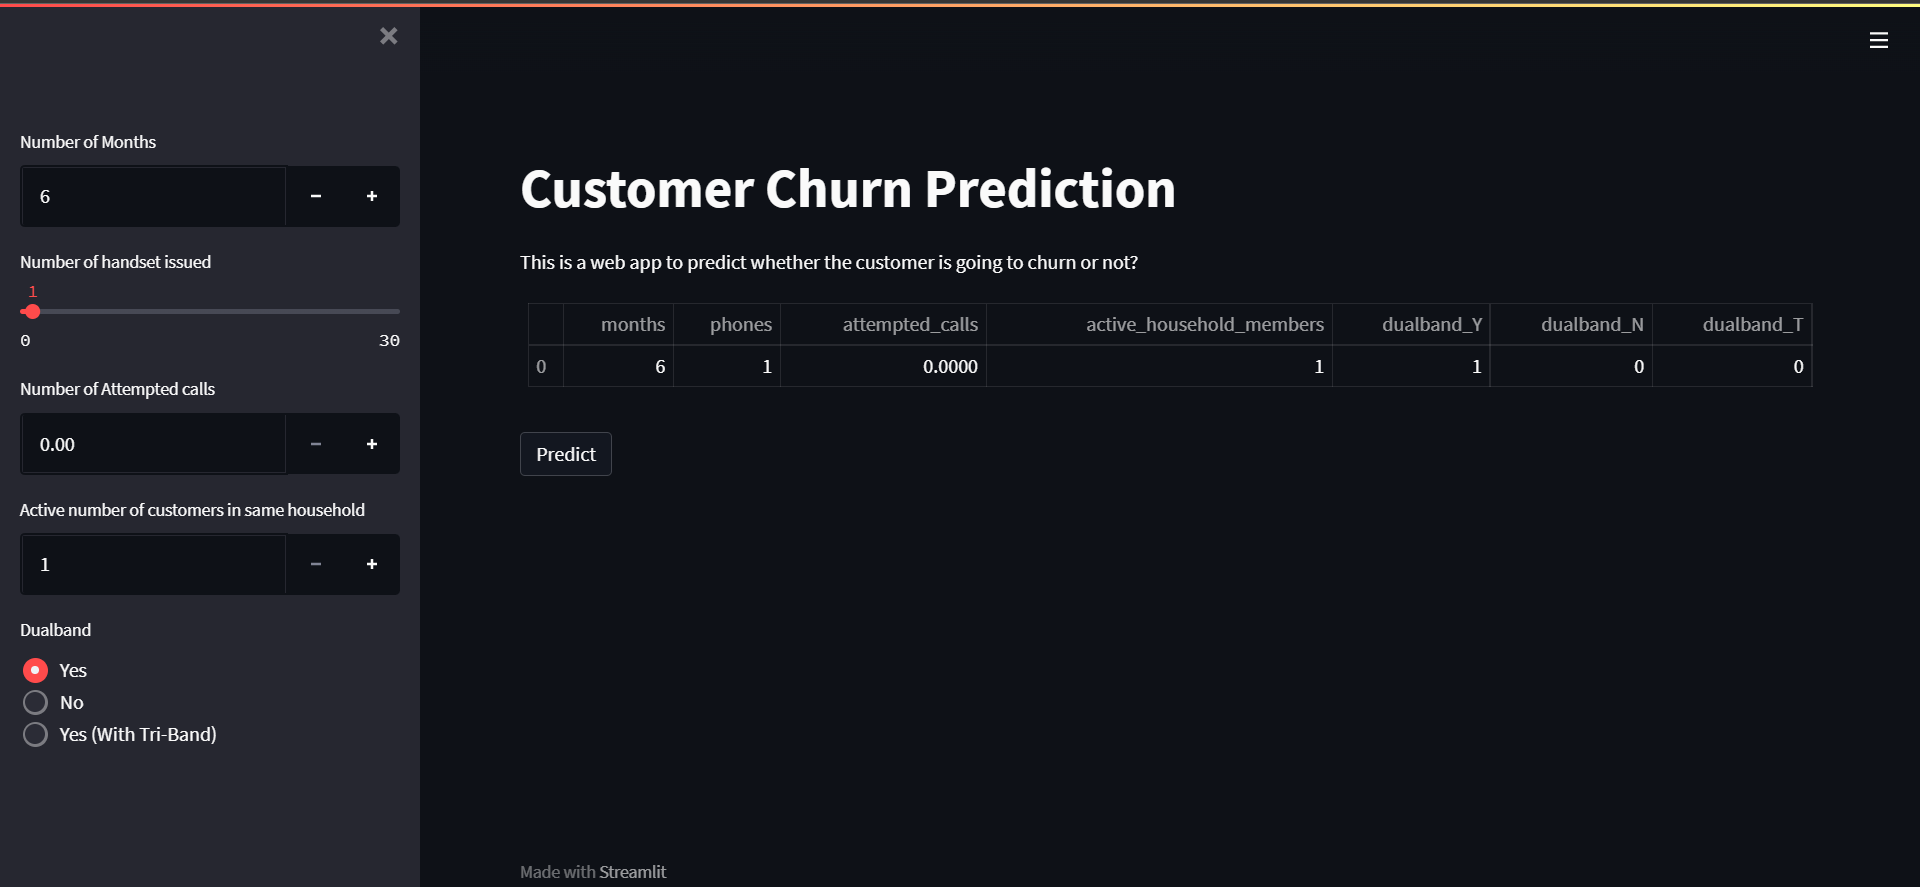 Number of Months
6
Number of handset issued
1
0 30
Number of Attempted calls
0.00
Active number of customers in same household
1
Dualband
Yes
No
Yes (With Tri-Band)
Customer Churn Prediction
This is a web app to predict whether the customer is going to churn or not?
months phones attempted_calls active_household_members dualband_Y dualband_N dualband_T
0 6 1 0.0000 1 1 0 0
Predict
Made with Streamlit